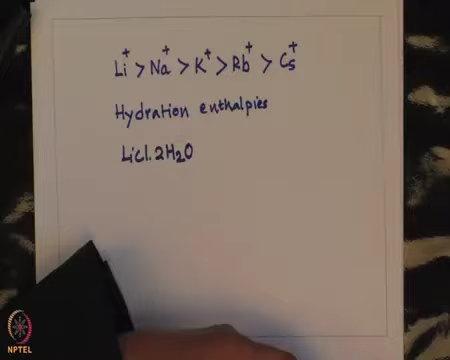 Li⁺ > Na⁺ > K⁺ > Rb⁺ > Cs⁺
Hydration enthalpies
LiCl.2H₂O
NPTEL